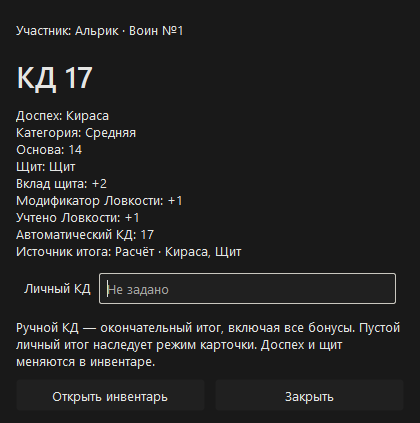 Участник: Альрик · Воин №1
КД 17
Доспех: Кираса
Категория: Средняя
Основа: 14
Щит: Щит
Вклад щита: +2
Модификатор Ловкости: +1
Учтено Ловкости: +1
Автоматический КД: 17
Источник итога: Расчёт · Кираса, Щит
Личный КД
Не задано
Ручной КД — окончательный итог, включая все бонусы. Пустой
личный итог наследует режим карточки. Доспех и щит
меняются в инвентаре.
Открыть инвентарь
Закрыть